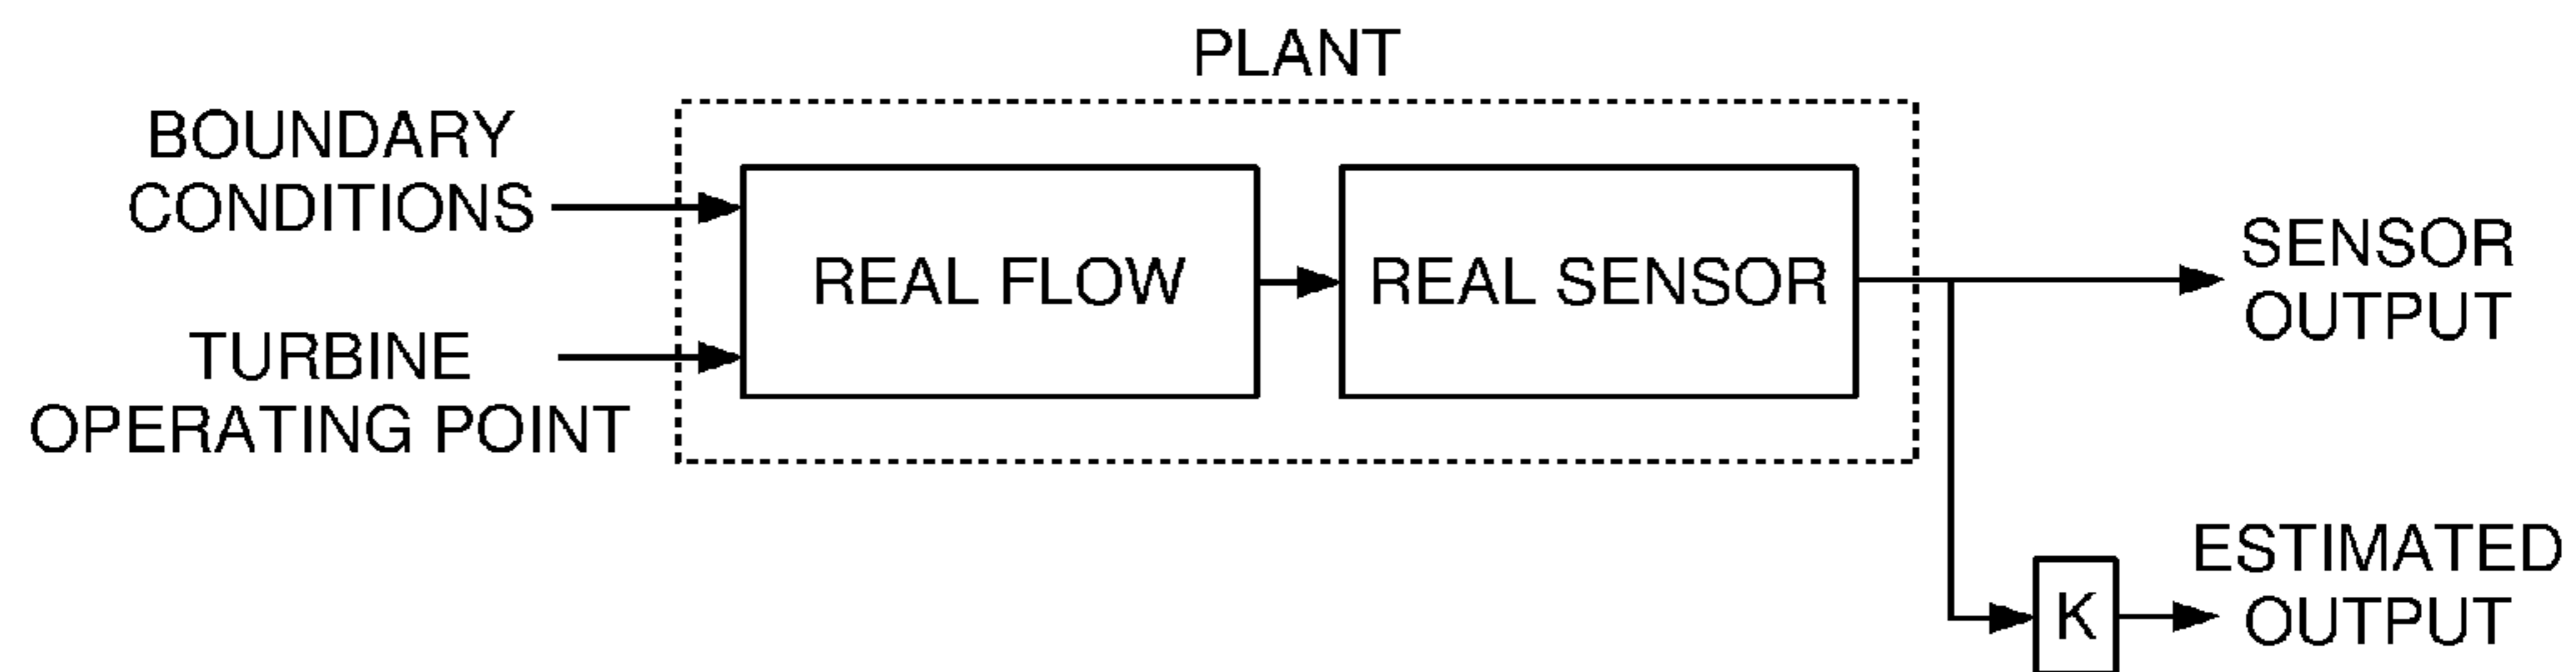 PLANT
BOUNDARY
CONDITIONS
TURBINE
OPERATING POINT
REAL FLOW
REAL SENSOR
SENSOR
OUTPUT
K
ESTIMATED
OUTPUT